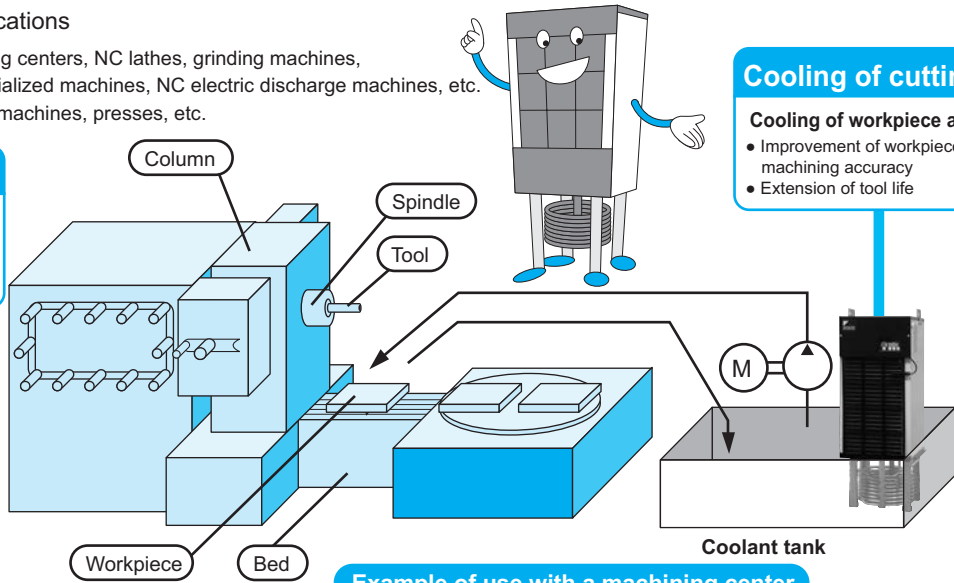 cations
g centers, NC lathes, grinding machines,
ialized machines, NC electric discharge machines, etc.
machines, presses, etc.
Cooling of cuttin
Cooling of workpiece a
● Improvement of workpiece
machining accuracy
● Extension of tool life
Column
Spindle
Tool
M
Workpiece
Bed
Coolant tank
Example of use with a machining center